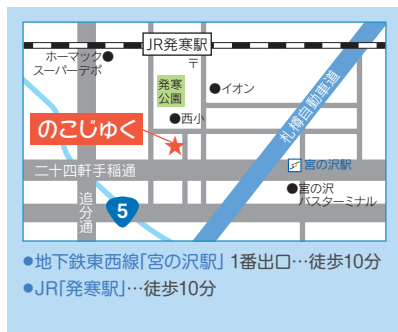 JR発寒駅
ホーマック●
スーパーデポ
〒
発寒
公園
●イオン
●西小
札樽自動車道
のこじゅく
二十四軒手稲通
宮の沢駅
●宮の沢
バスターミナル
追分通
5
●地下鉄東西線「宮の沢駅」 1番出口…徒歩10分
●JR「発寒駅」…徒歩10分